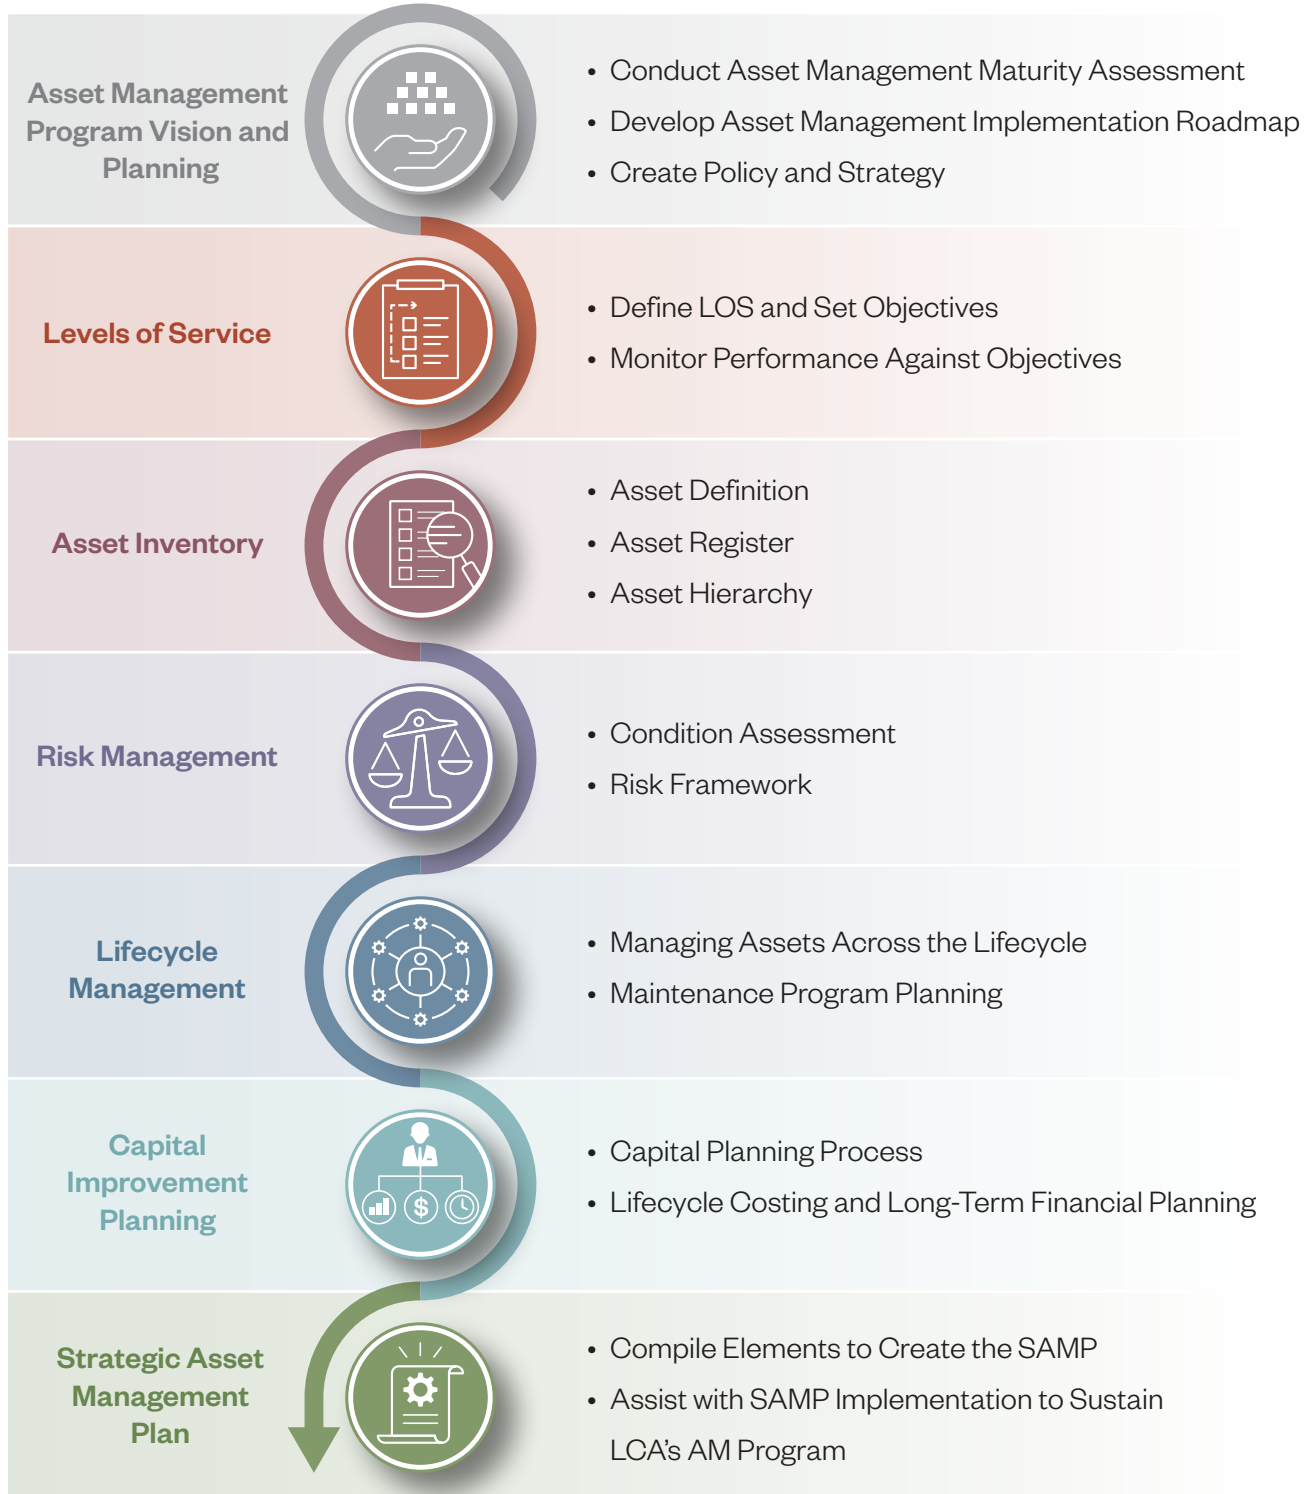 Asset Management
Program Vision and
Planning
• Conduct Asset Management Maturity Assessment
• Develop Asset Management Implementation Roadmap
• Create Policy and Strategy
Levels of Service
• Define LOS and Set Objectives
• Monitor Performance Against Objectives
Asset Inventory
• Asset Definition
• Asset Register
• Asset Hierarchy
Risk Management
• Condition Assessment
• Risk Framework
Lifecycle
Management
• Managing Assets Across the Lifecycle
• Maintenance Program Planning
Capital
Improvement
Planning
$
• Capital Planning Process
• Lifecycle Costing and Long-Term Financial Planning
Strategic Asset
Management
Plan
• Compile Elements to Create the SAMP
• Assist with SAMP Implementation to Sustain
LCA’s AM Program